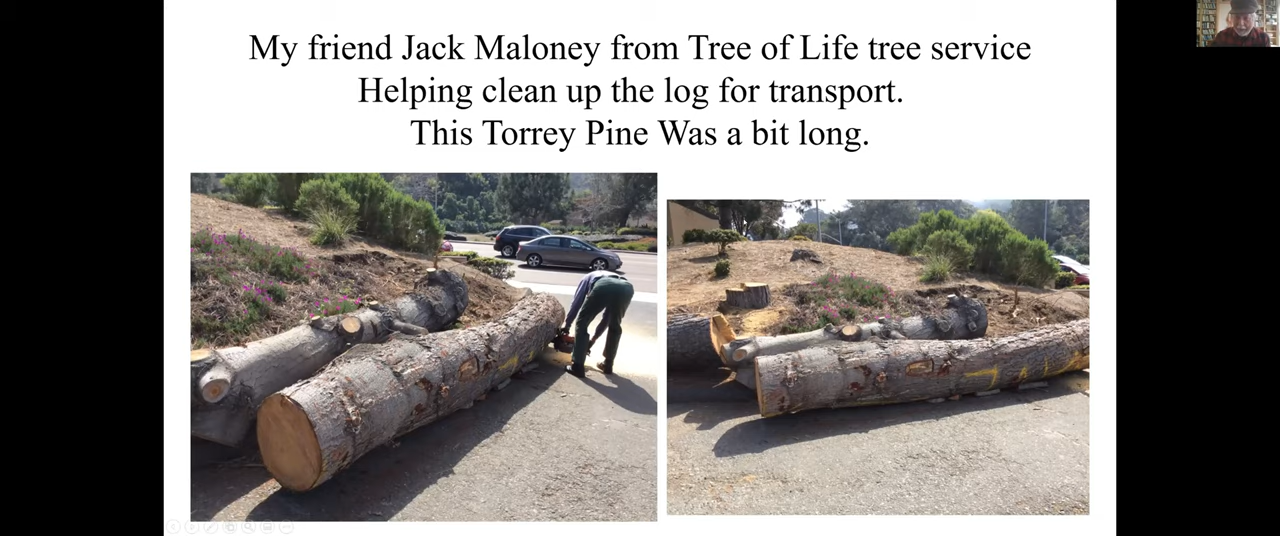 My friend Jack Maloney from Tree of Life tree service
Helping clean up the log for transport.
This Torrey Pine Was a bit long.